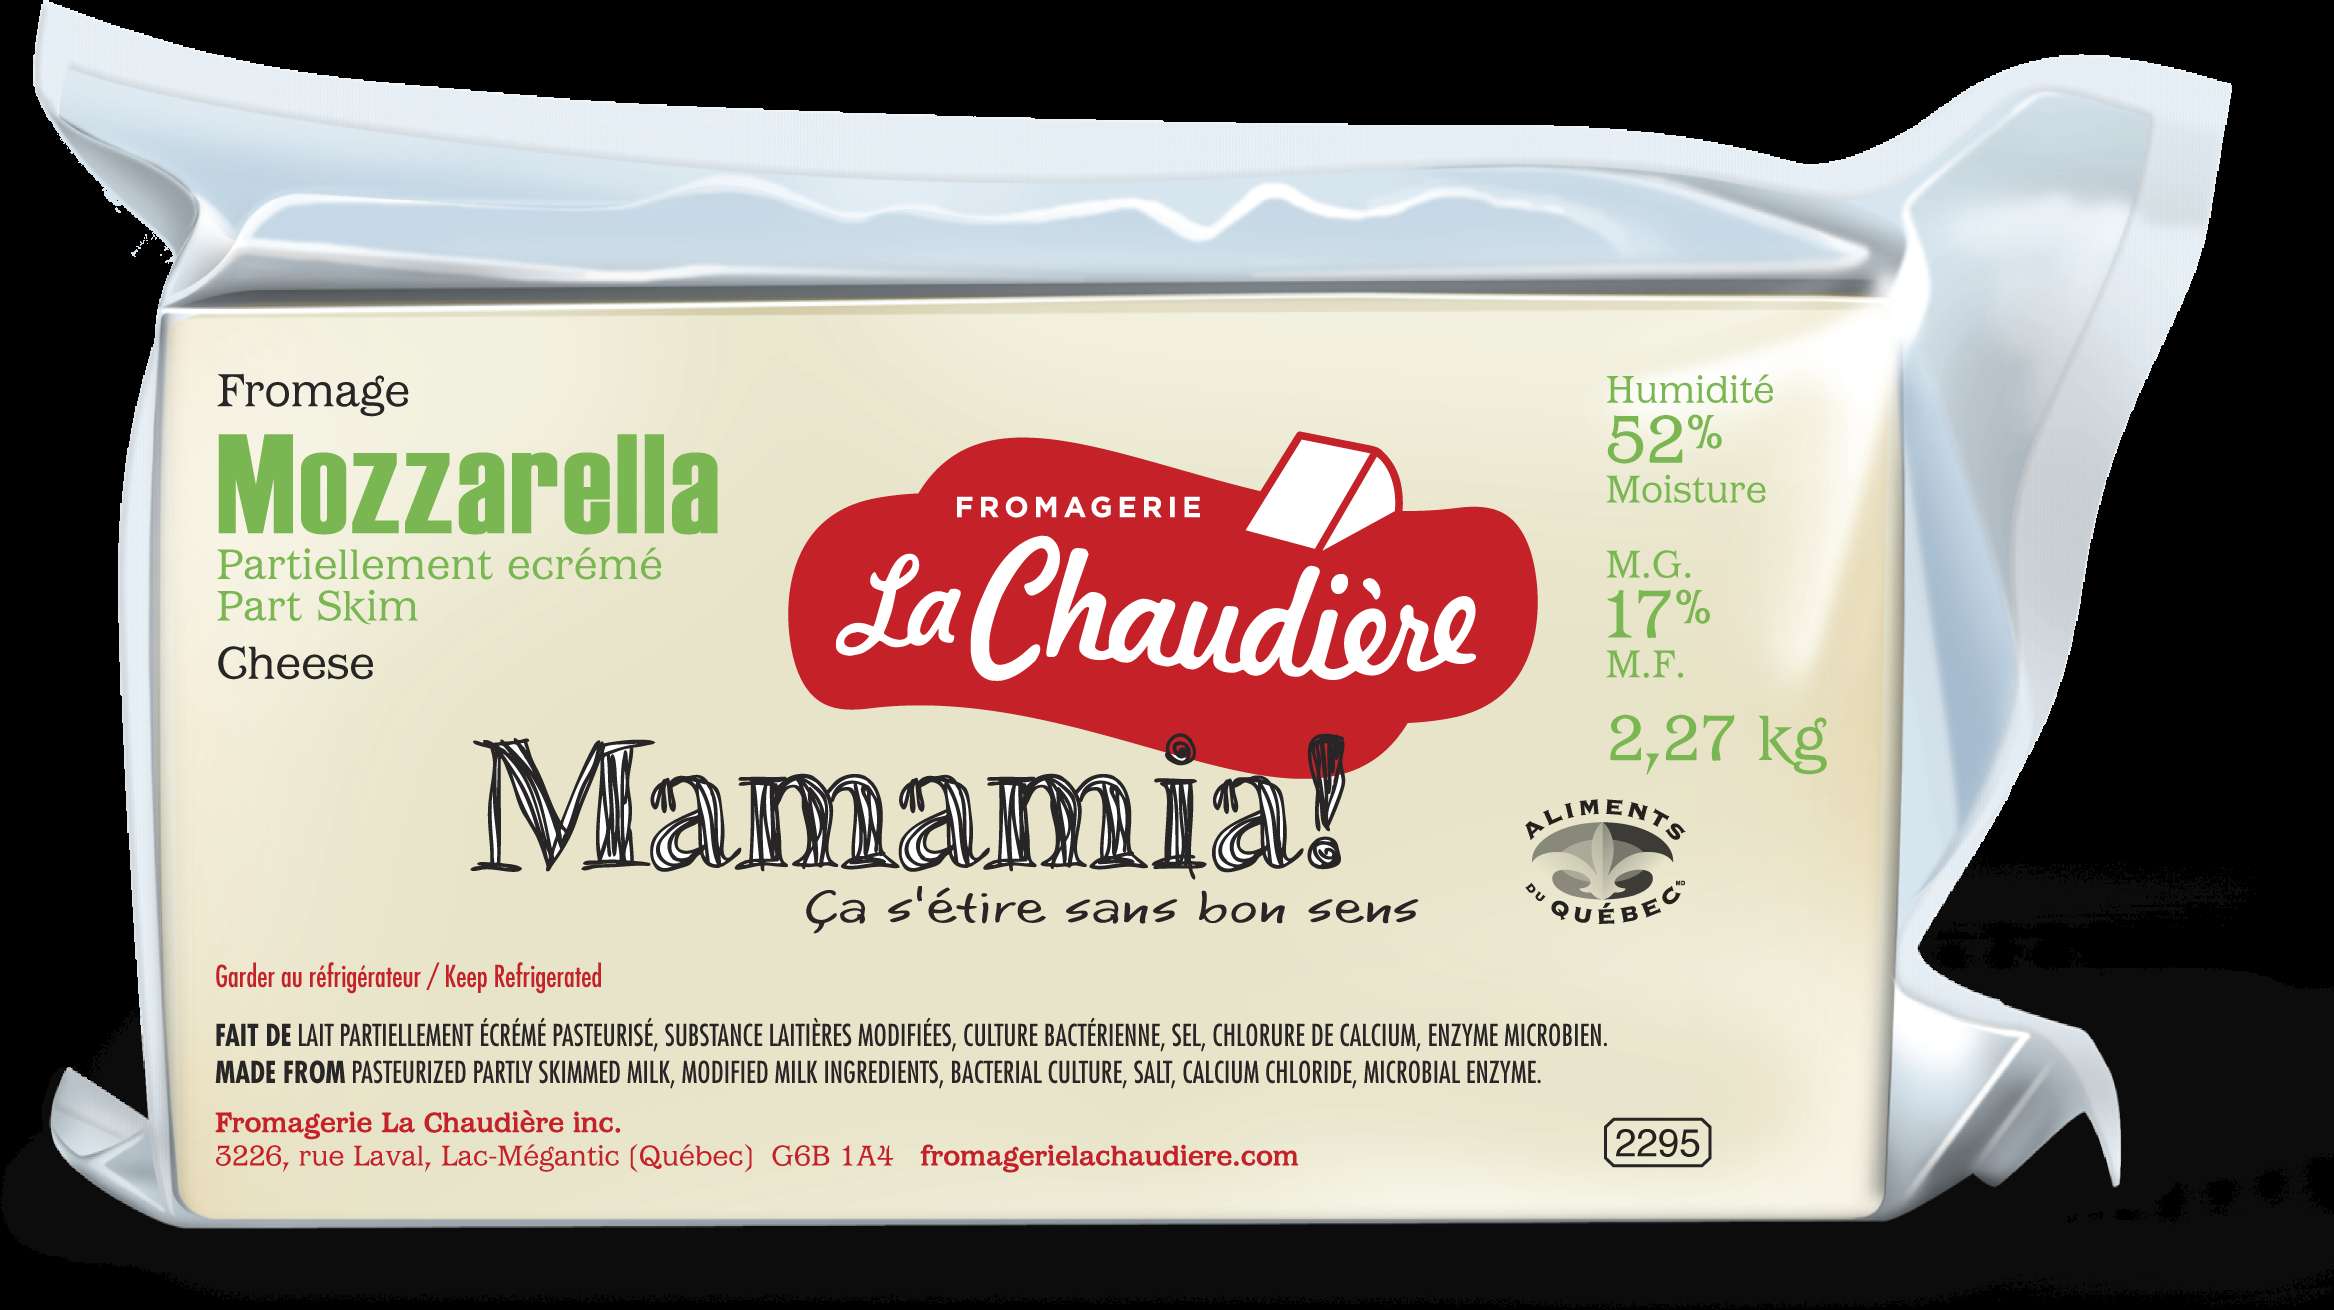 Fromage
Mozzarella
Partiellement ecrémé
Part Skim
Cheese
FROMAGERIE
La Chaudière
Humidité
52%
Moisture
M.G.
17%
M.F.
2,27 kg
Mamamia!
Ça s'étire sans bon sens
ALIMENTS
DU QUÉBEC MD
Garder au réfrigérateur / Keep Refrigerated
FAIT DE LAIT PARTIELLEMENT ÉCRÉMÉ PASTEURISÉ, SUBSTANCE LAITIÈRES MODIFIÉES, CULTURE BACTÉRIENNE, SEL, CHLORURE DE CALCIUM, ENZYME MICROBIEN.
MADE FROM PASTEURIZED PARTLY SKIMMED MILK, MODIFIED MILK INGREDIENTS, BACTERIAL CULTURE, SALT, CALCIUM CHLORIDE, MICROBIAL ENZYME.
Fromagerie La Chaudière inc.
3226, rue Laval, Lac-Mégantic (Québec) G6B 1A4 fromagerielachaudiere.com
2295